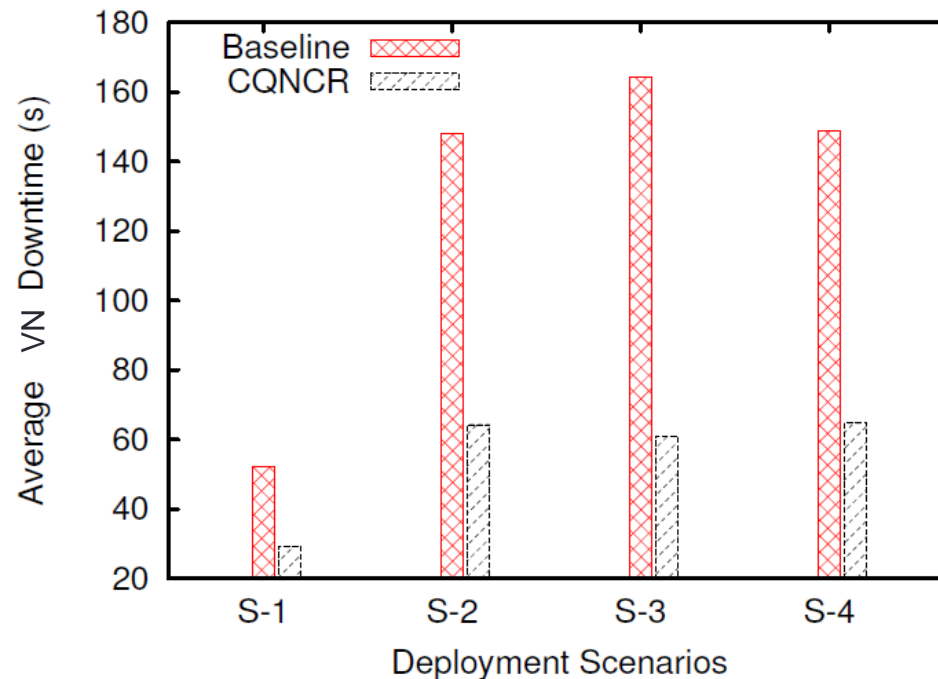 180
160
140
120
100
80
60
40
20
Average VN Downtime (s)
Baseline
CQNCR
S-1 S-2 S-3 S-4
Deployment Scenarios